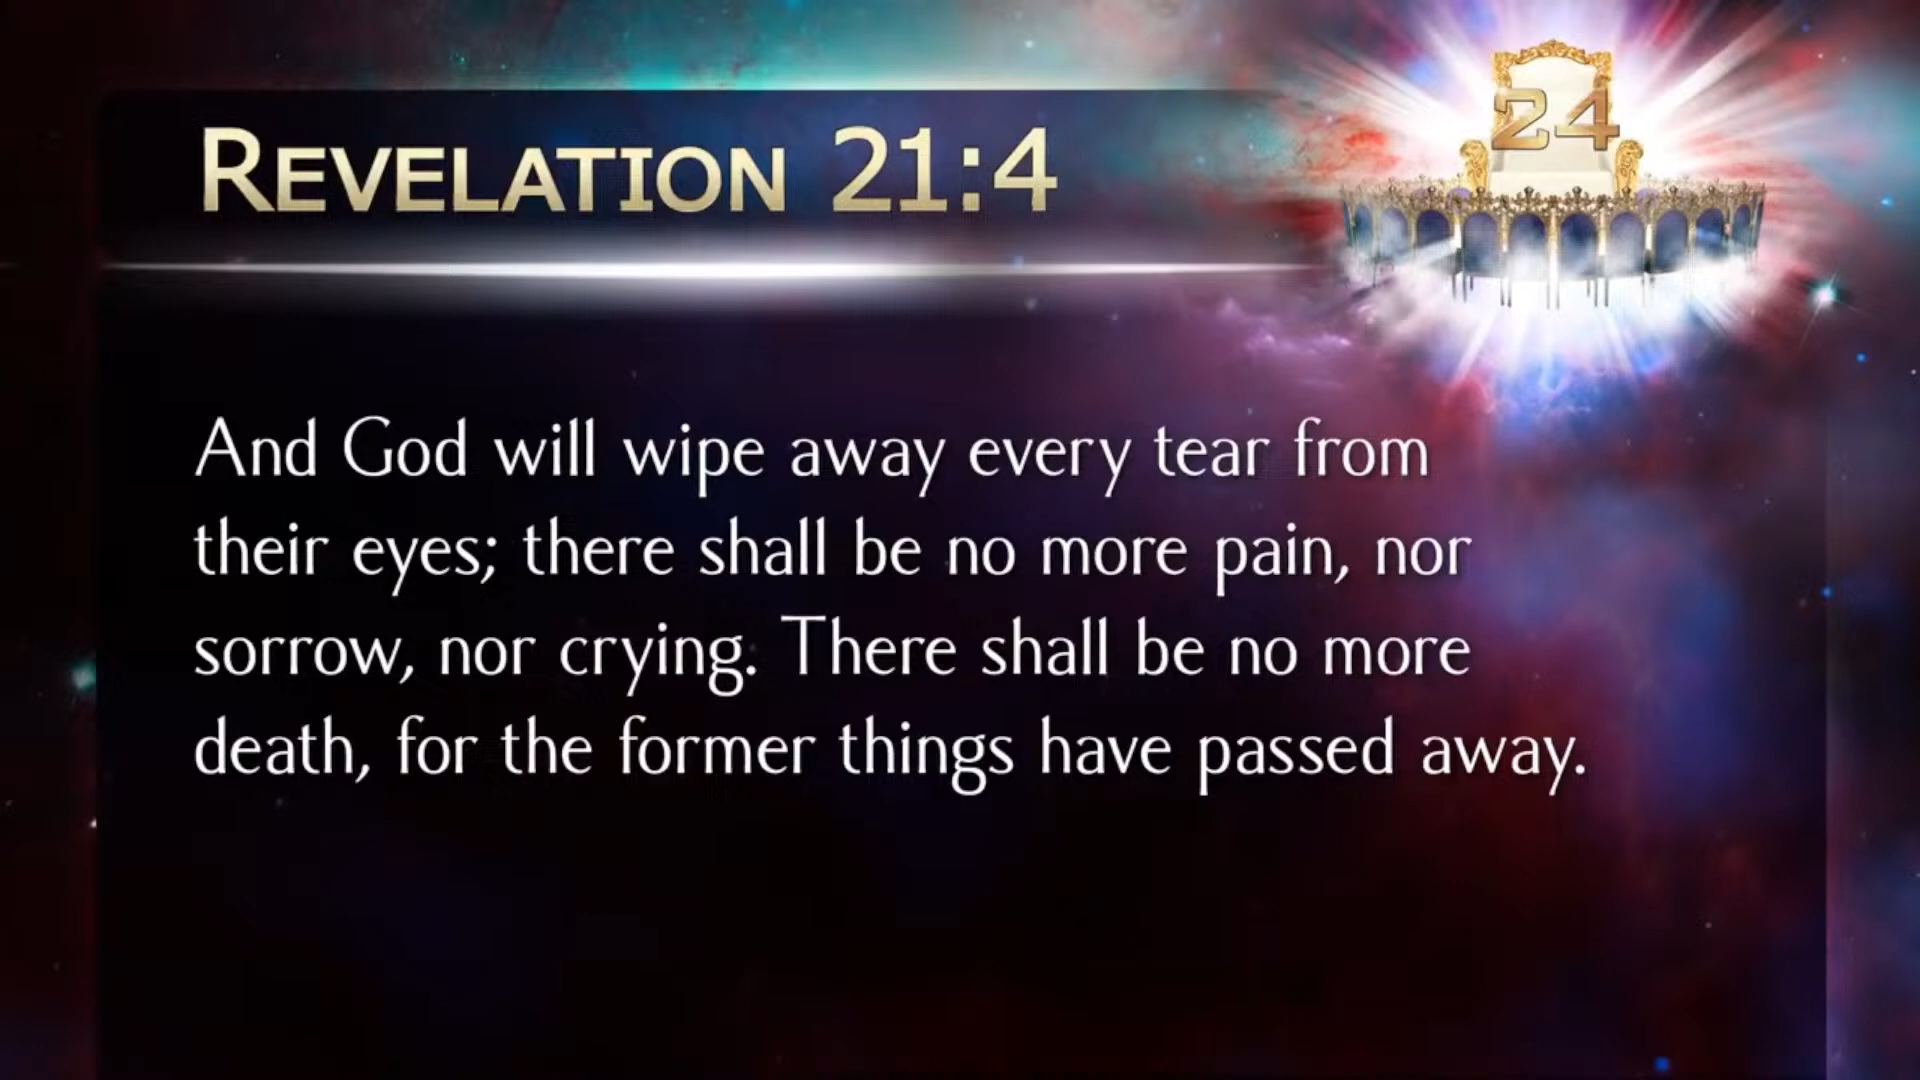 REVELATION 21:4
24
And God will wipe away every tear from
their eyes; there shall be no more pain, nor
sorrow, nor crying. There shall be no more
death, for the former things have passed away.